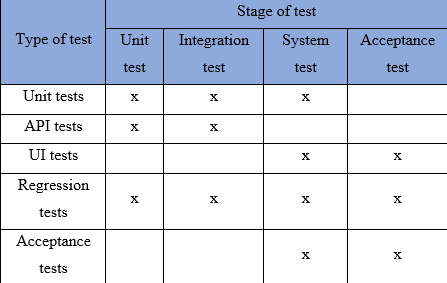 Type of test
Stage of test
Unit test
Integration test
System test
Acceptance test
Unit tests x x x
API tests x x
UI tests x x
Regression tests x x x x
Acceptance tests x x